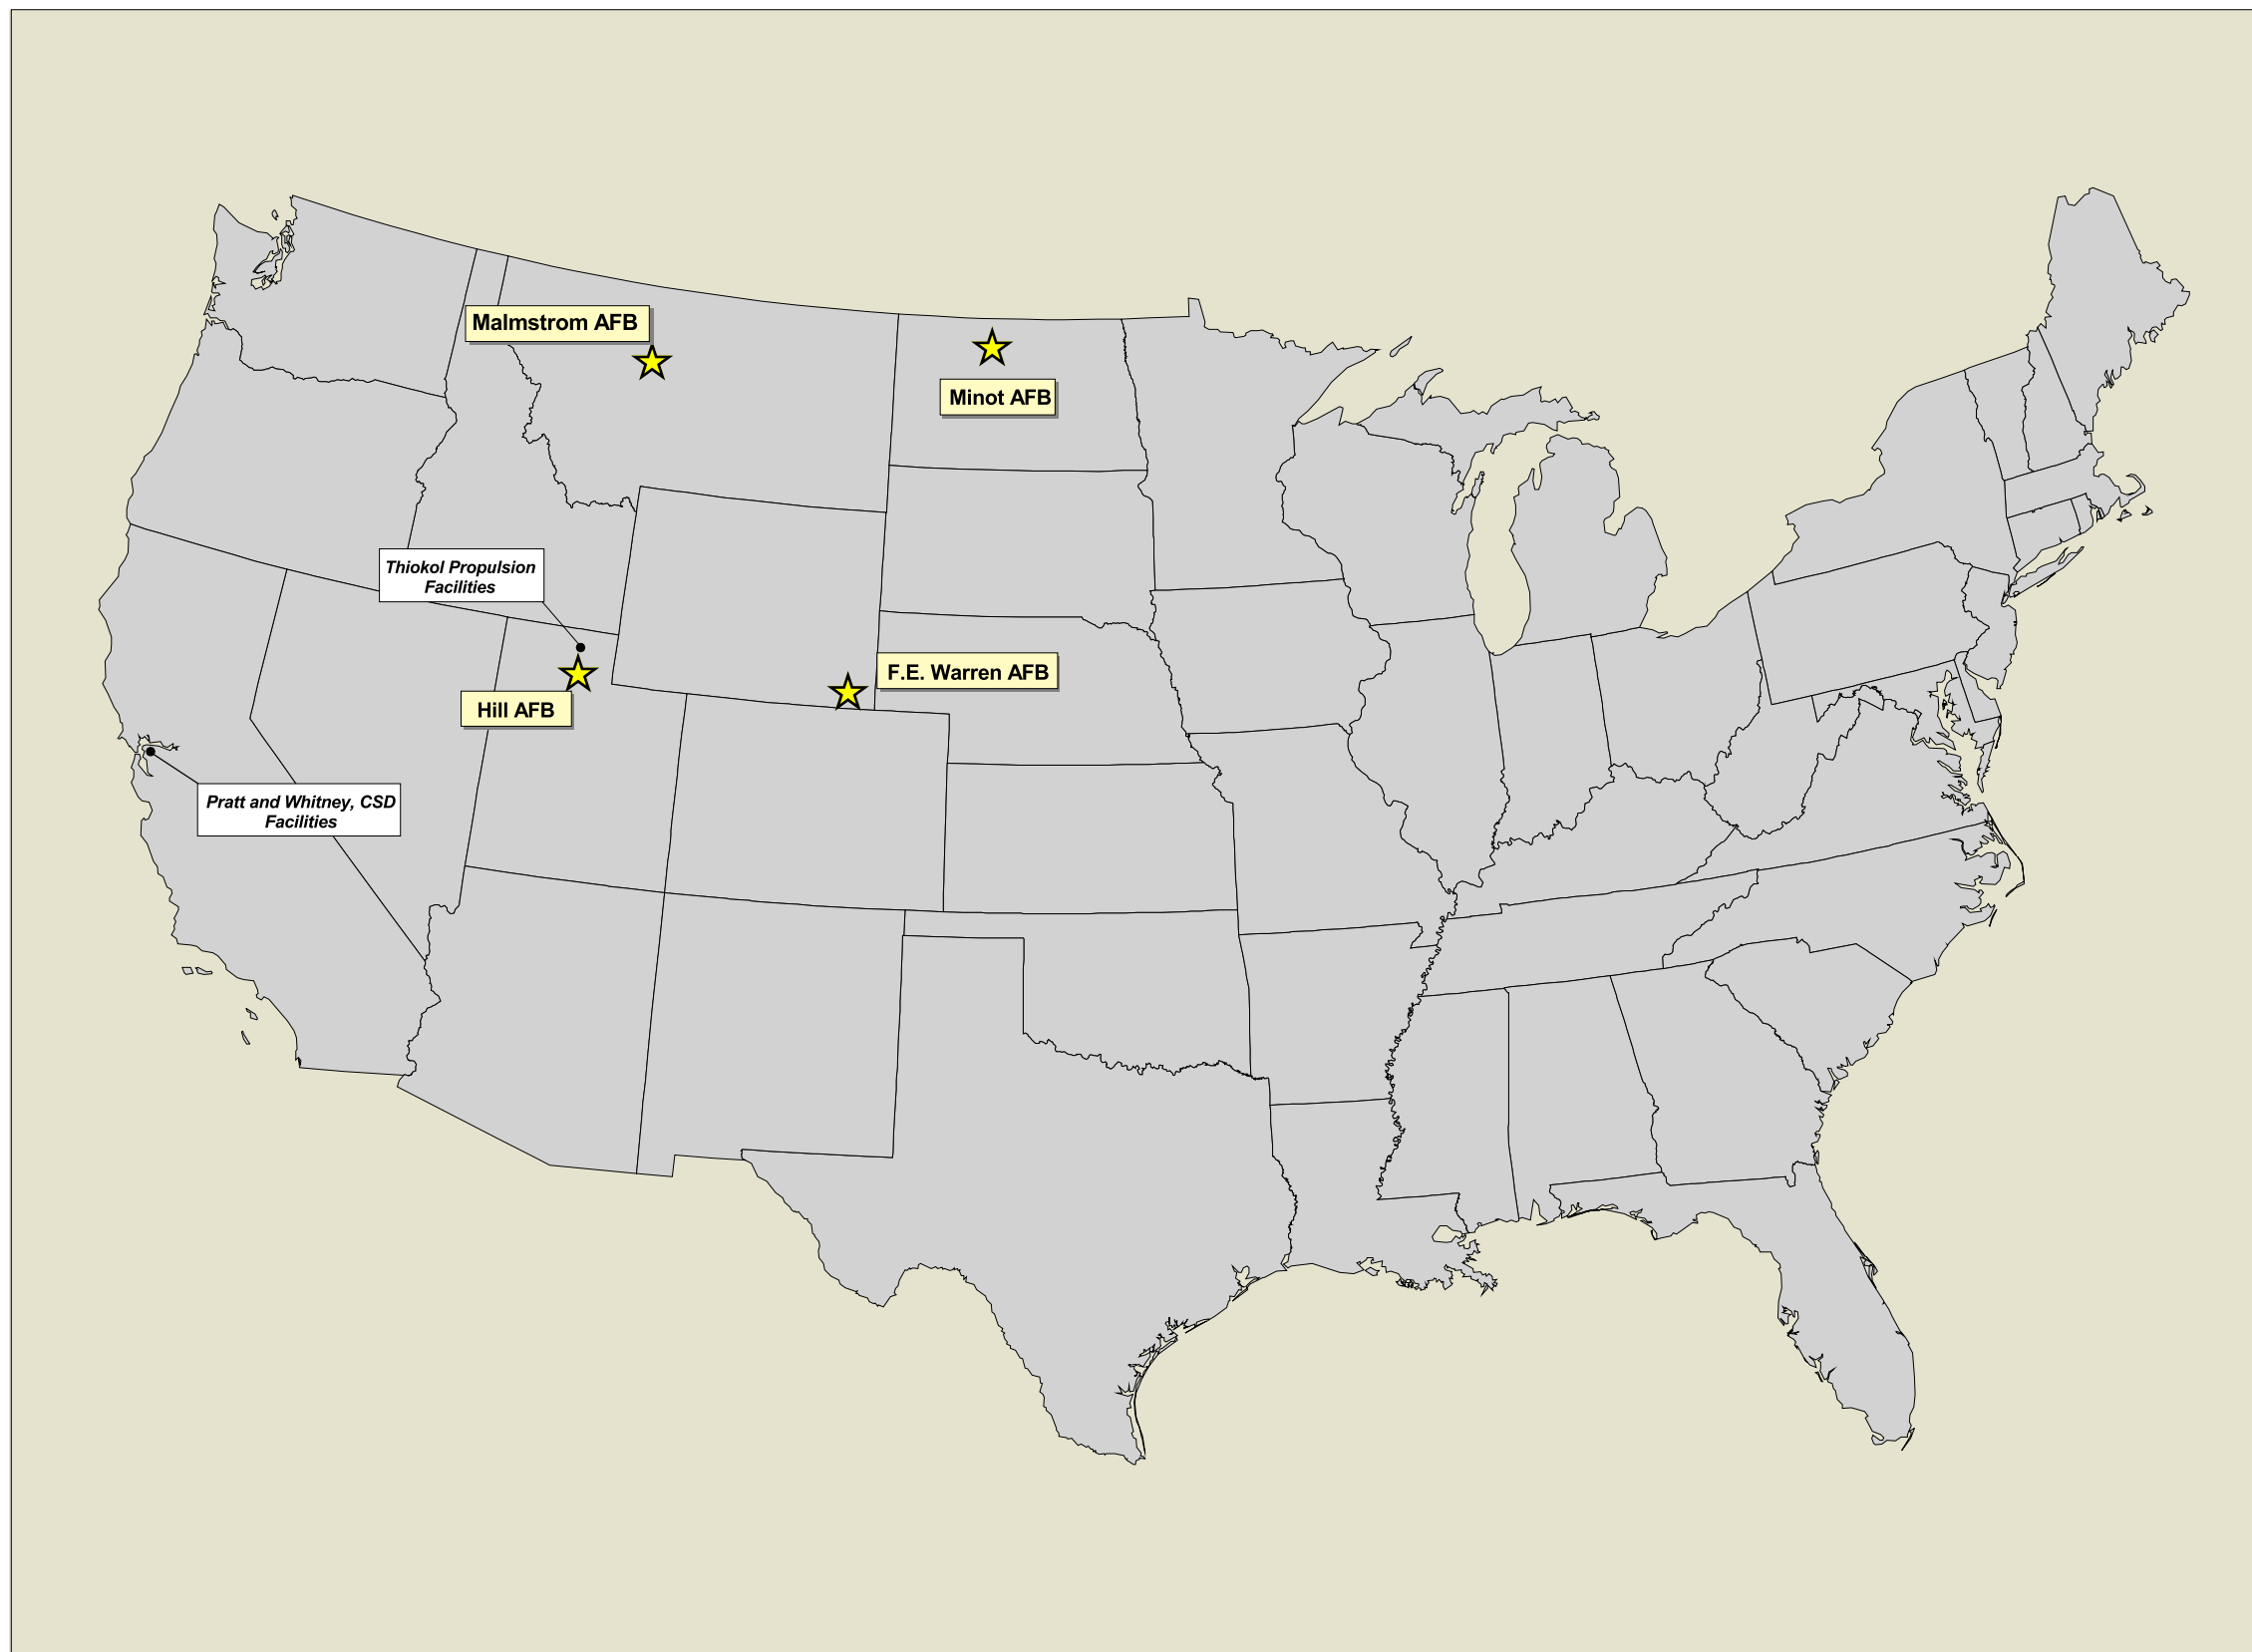 Malmstrom AFB
Minot AFB
Thiokol Propulsion
Facilities
F.E. Warren AFB
Hill AFB
Pratt and Whitney, CSD
Facilities